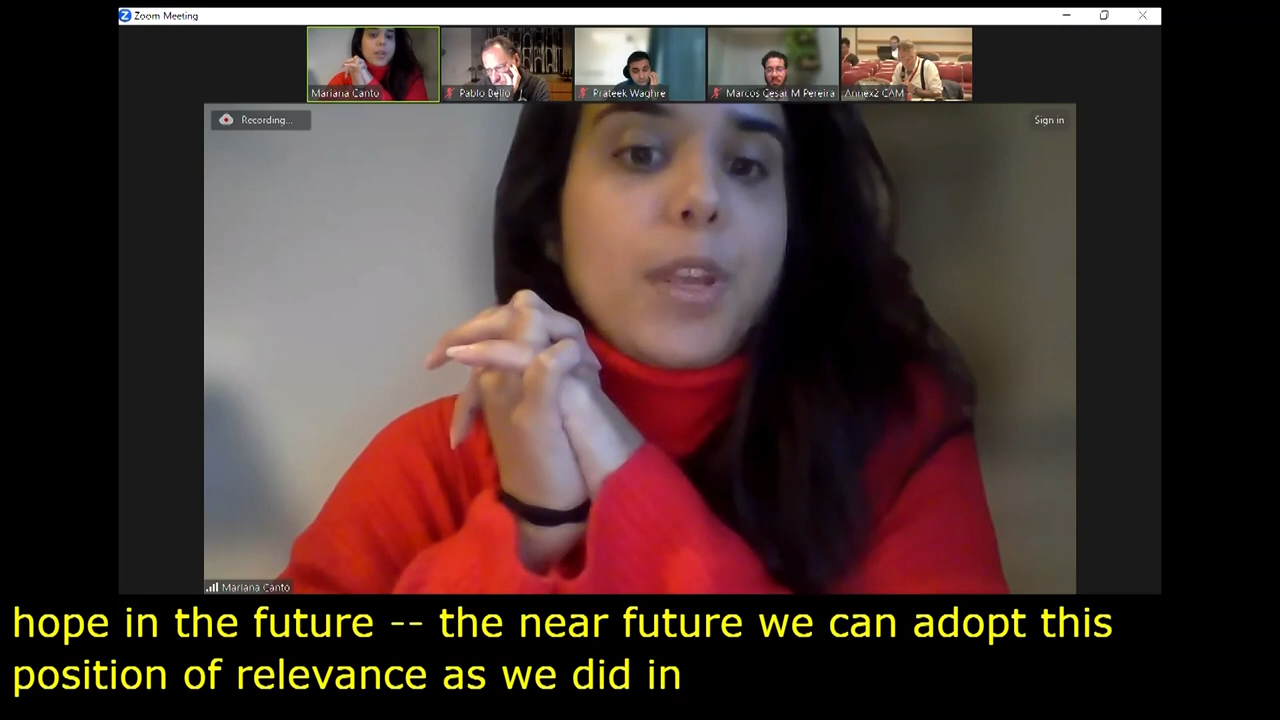 Zoom Meeting
Mariana Canto
Pablo Bello
Prateek Waghre
Marcos Cesar M Pereira
Annex2 CAM
Recording...
Sign in
Mariana Canto
hope in the future -- the near future we can adopt this
position of relevance as we did in